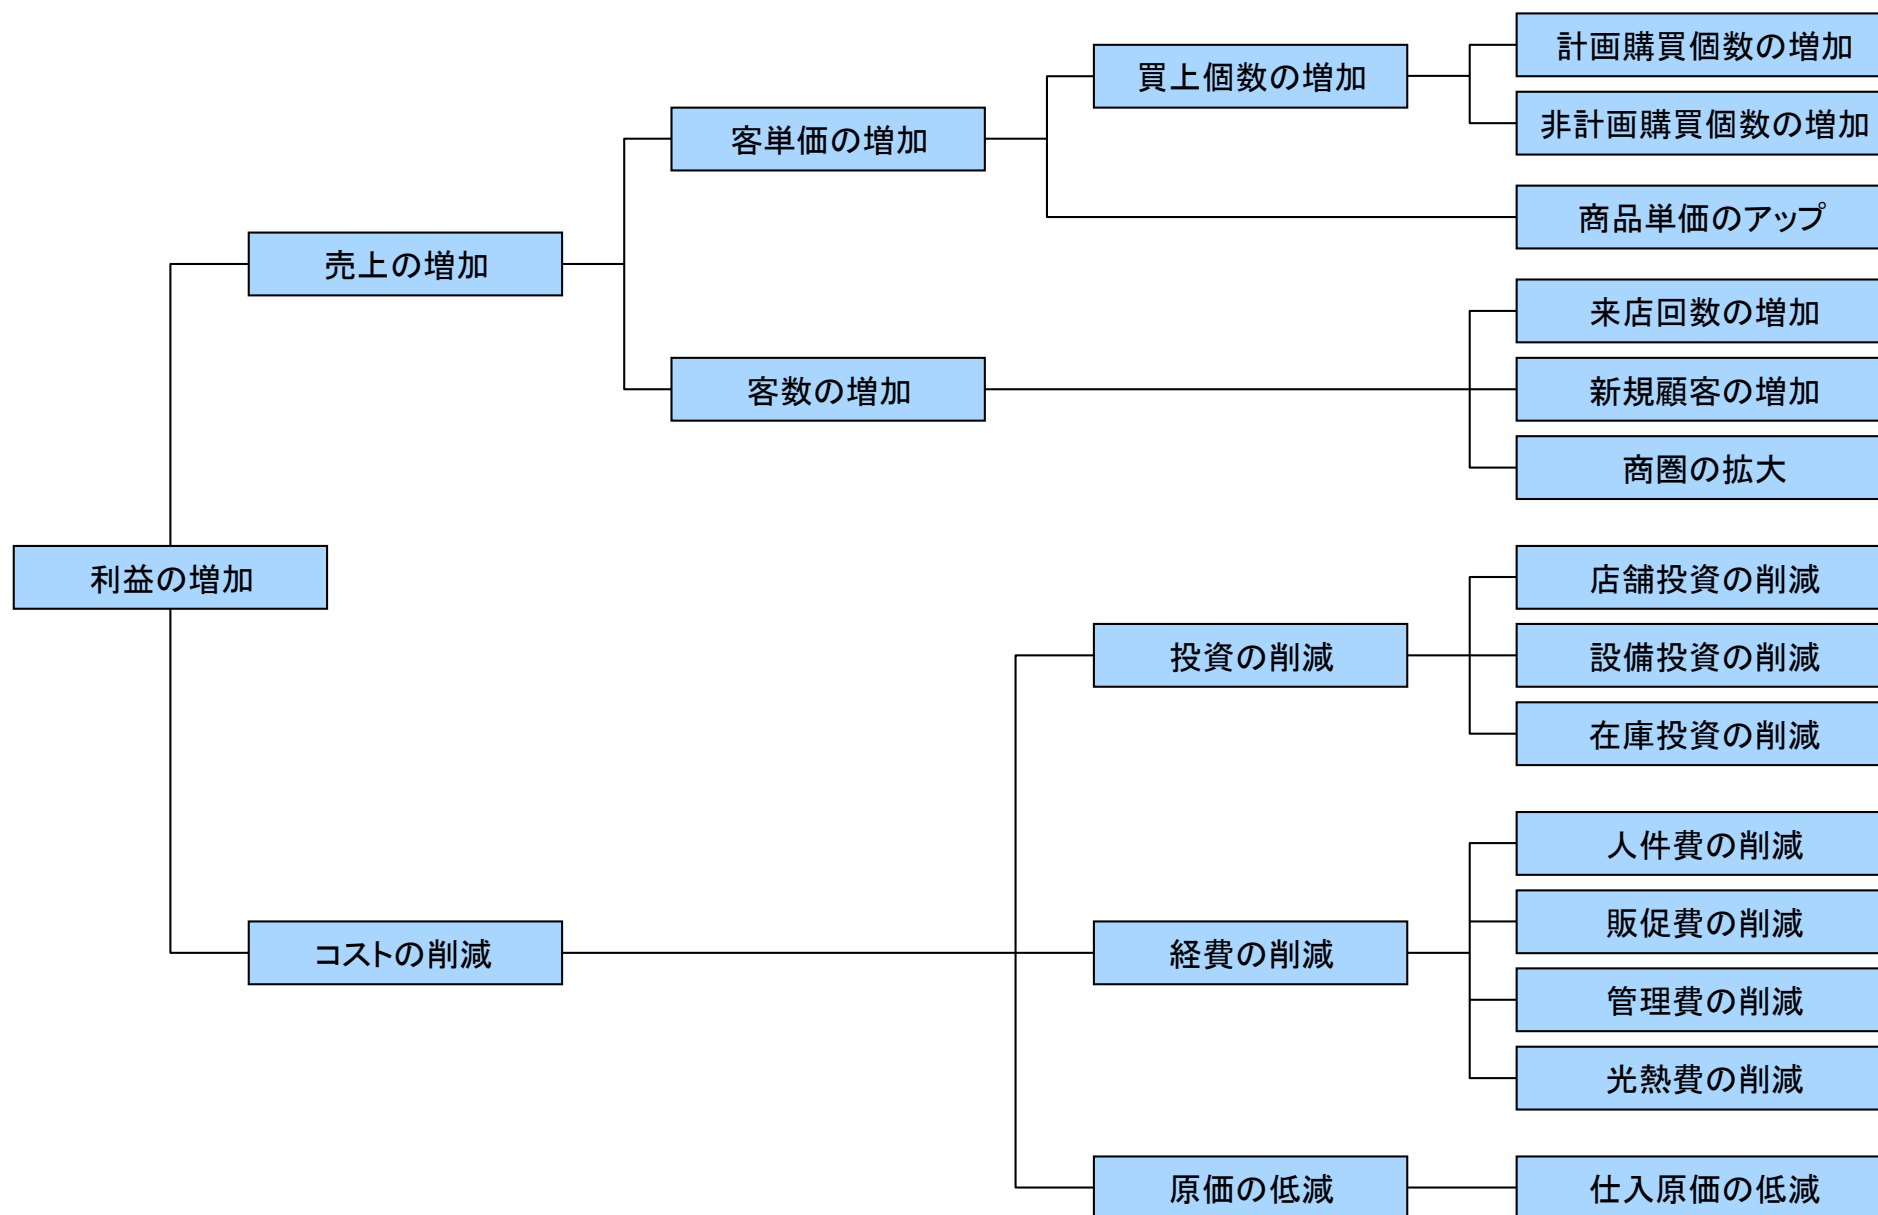 計画購買個数の増加
買上個数の増加
非計画購買個数の増加
客単価の増加
商品単価のアップ
売上の増加
来店回数の増加
客数の増加
新規顧客の増加
商圏の拡大
利益の増加
店舗投資の削減
投資の削減
設備投資の削減
在庫投資の削減
人件費の削減
販促費の削減
コストの削減
経費の削減
管理費の削減
光熱費の削減
原価の低減
仕入原価の低減